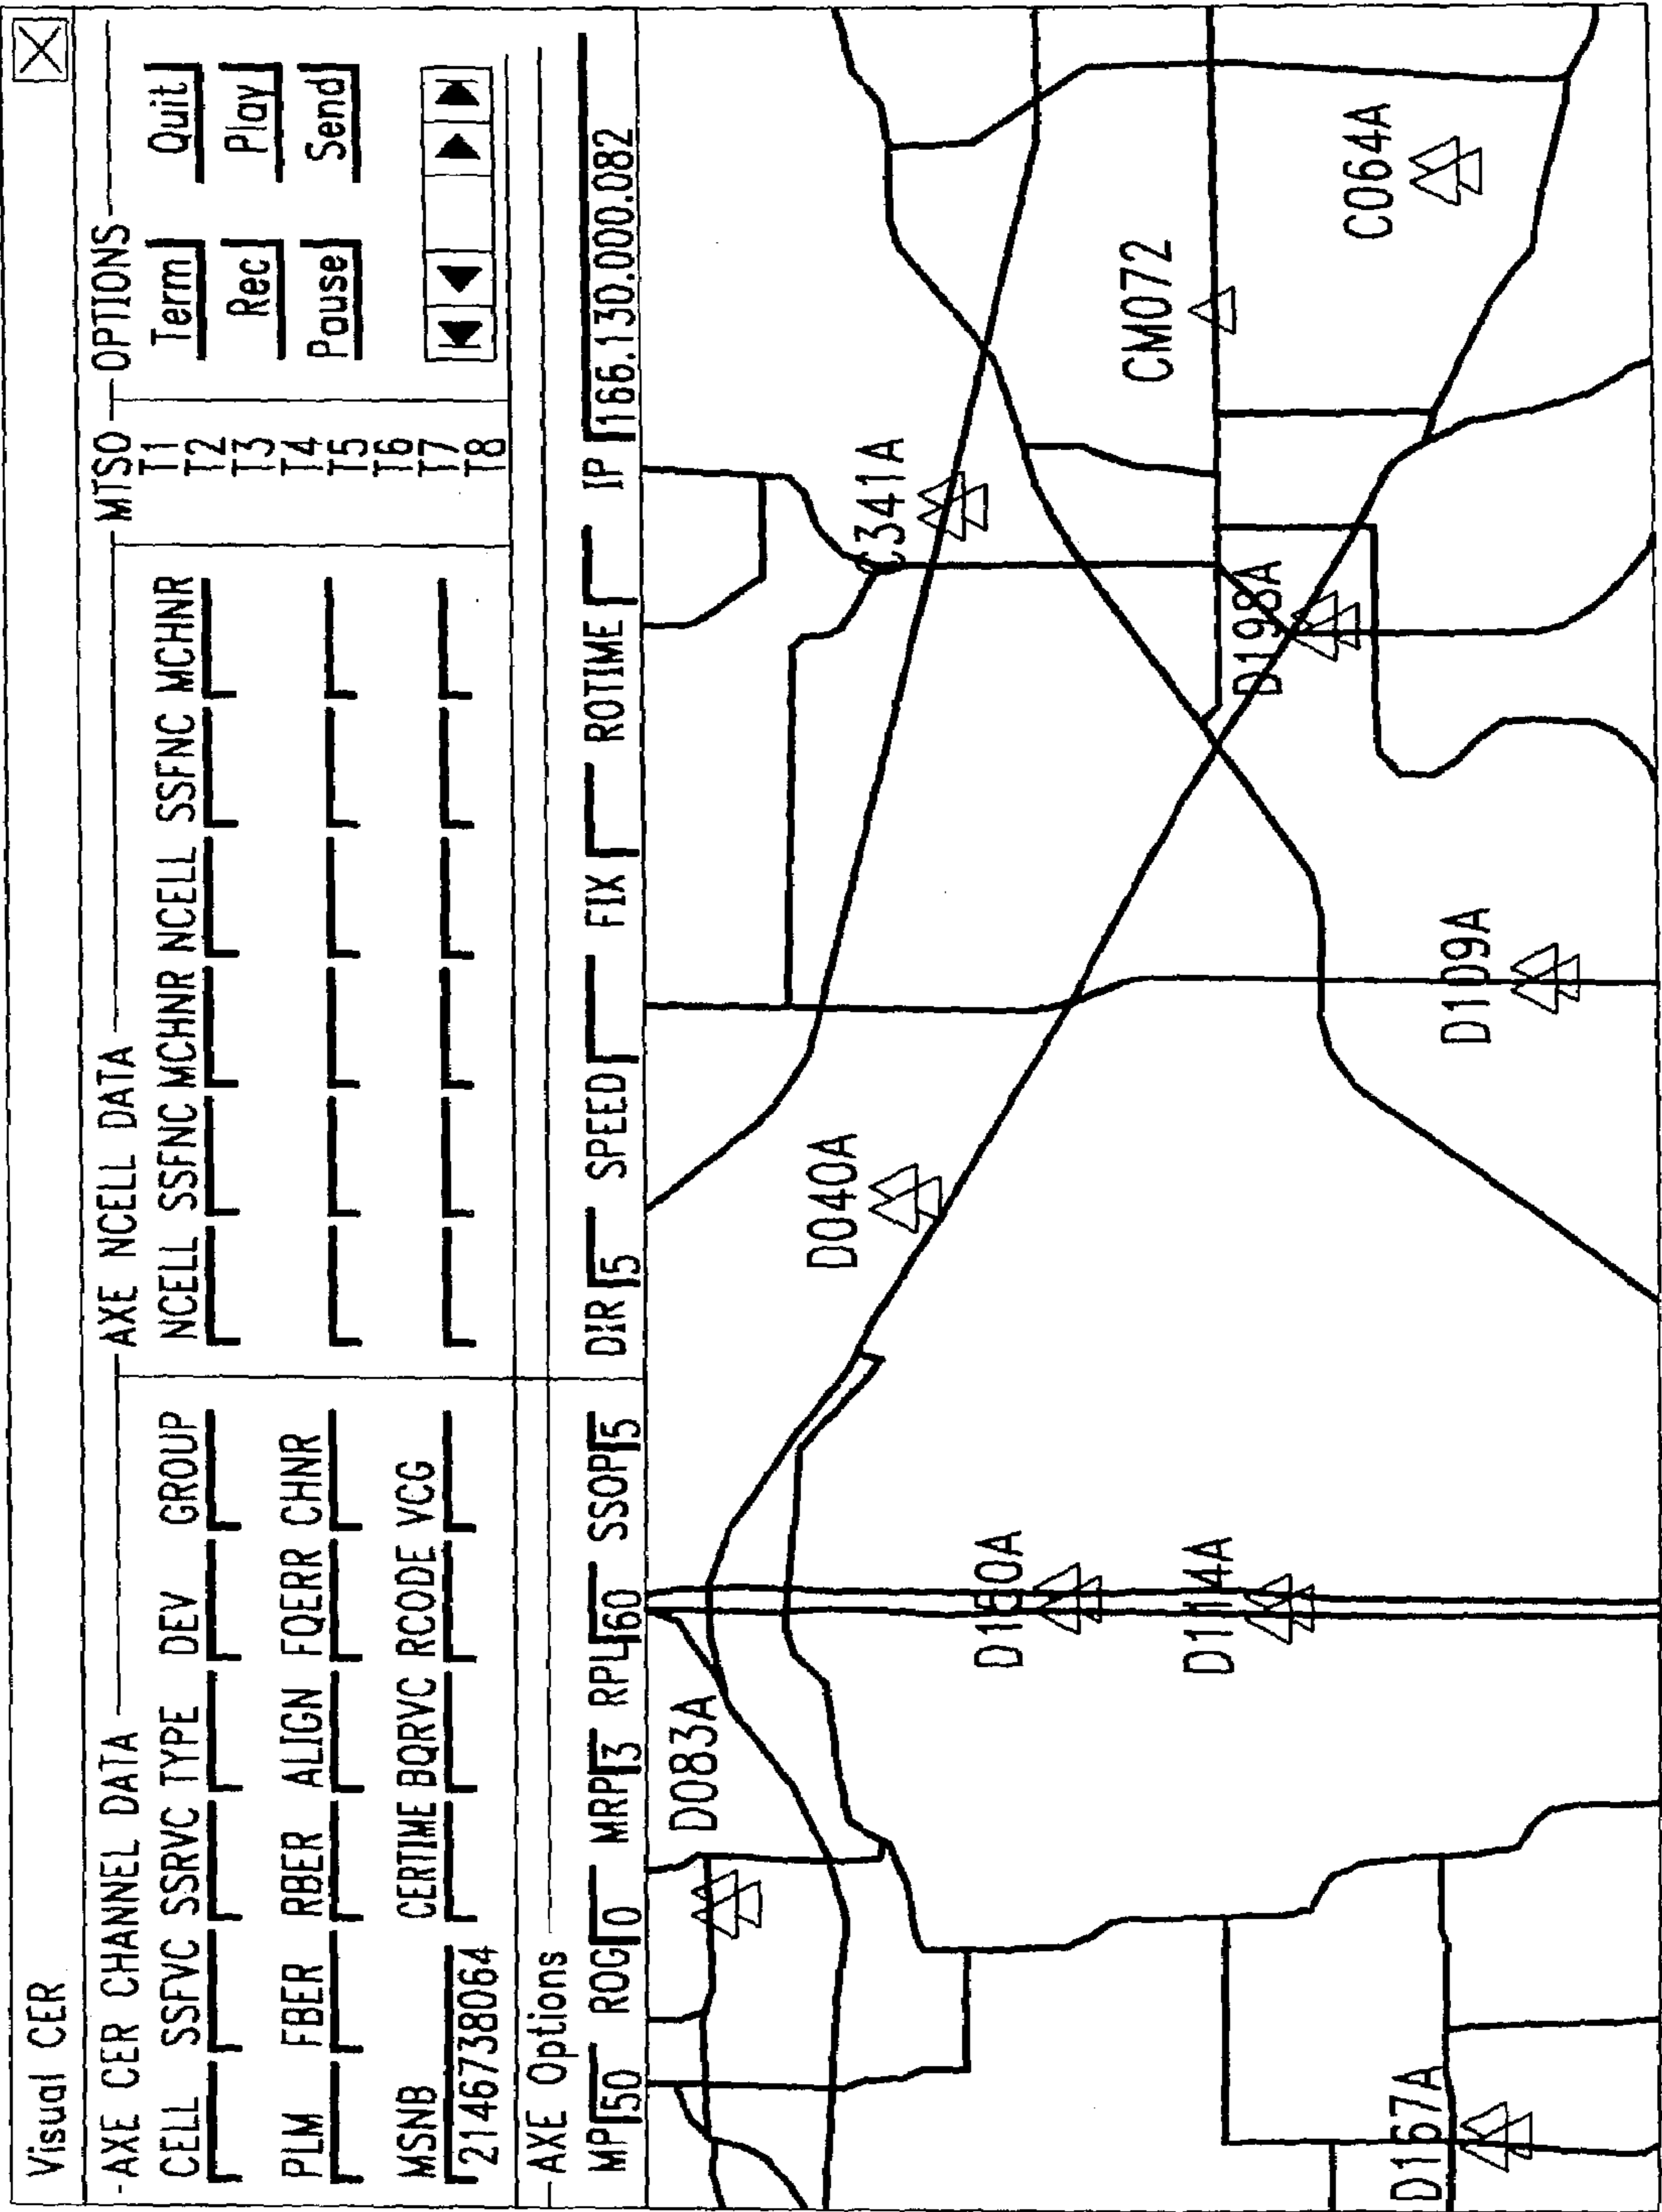 Visual CER
AXE CER CHANNEL DATA AXE NCELL DATA MTSO OPTIONS
CELL SSFVC SSRVC TYPE DEV GROUP NCELL SSFNC MCHNR NCELL SSFNC MCHNR T1 Term Quit
T2
T3 Rec Play
PLM FBER RBER ALIGN FQERR CHNR T4
T5 Pause Send
T6
MSNB CERTIME BQRVC RCODE VCG T7
2146738064 T8
AXE Options
MP 50 ROG 0 MRP 3 RPL 60 SSOP 5 DIR 5 SPEED FIX ROTIME IP 166.130.000.082
D083A
D040A
C341A
D160A
CM072
D114A
D198A
C064A
D167A
D109A